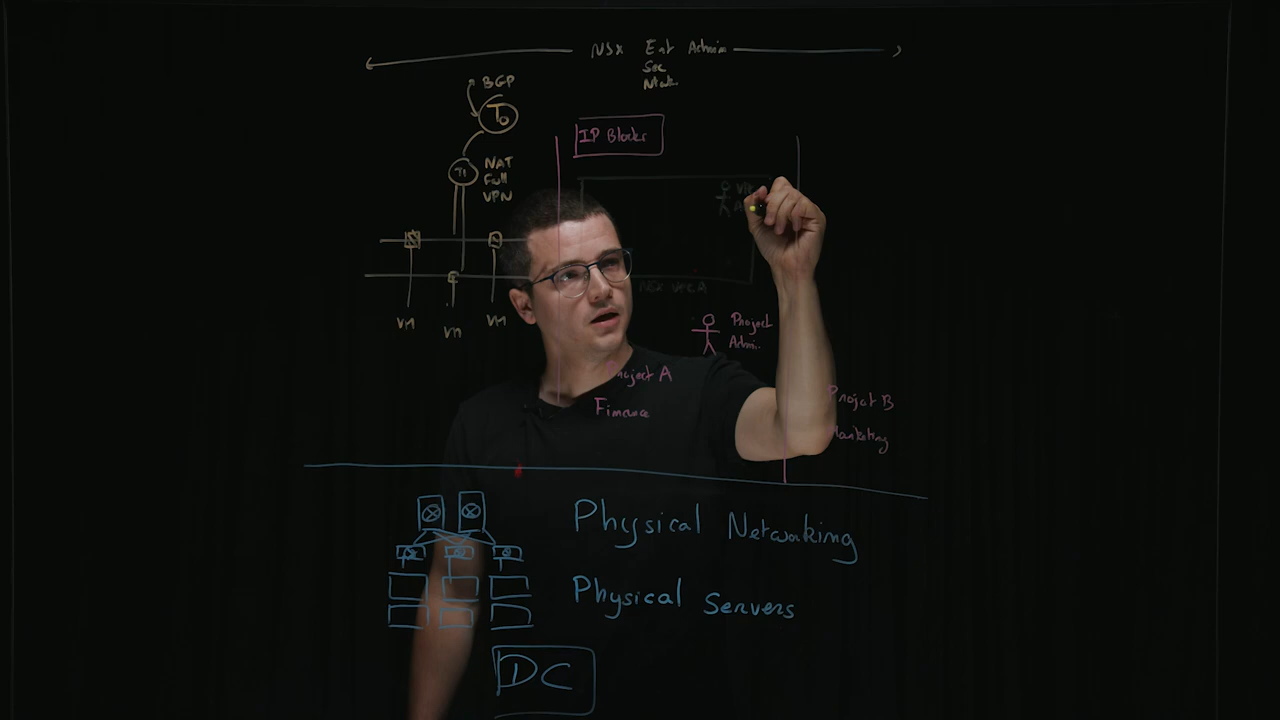 NSX Ent Admin
Sec
BGP
T0
IP Blocks
T1
NAT
VPN
NSX VPC A
VM
VM
VM
Project
Admin
Project A
Finance
Project B
Marketing
Physical Networking
Physical Servers
DC